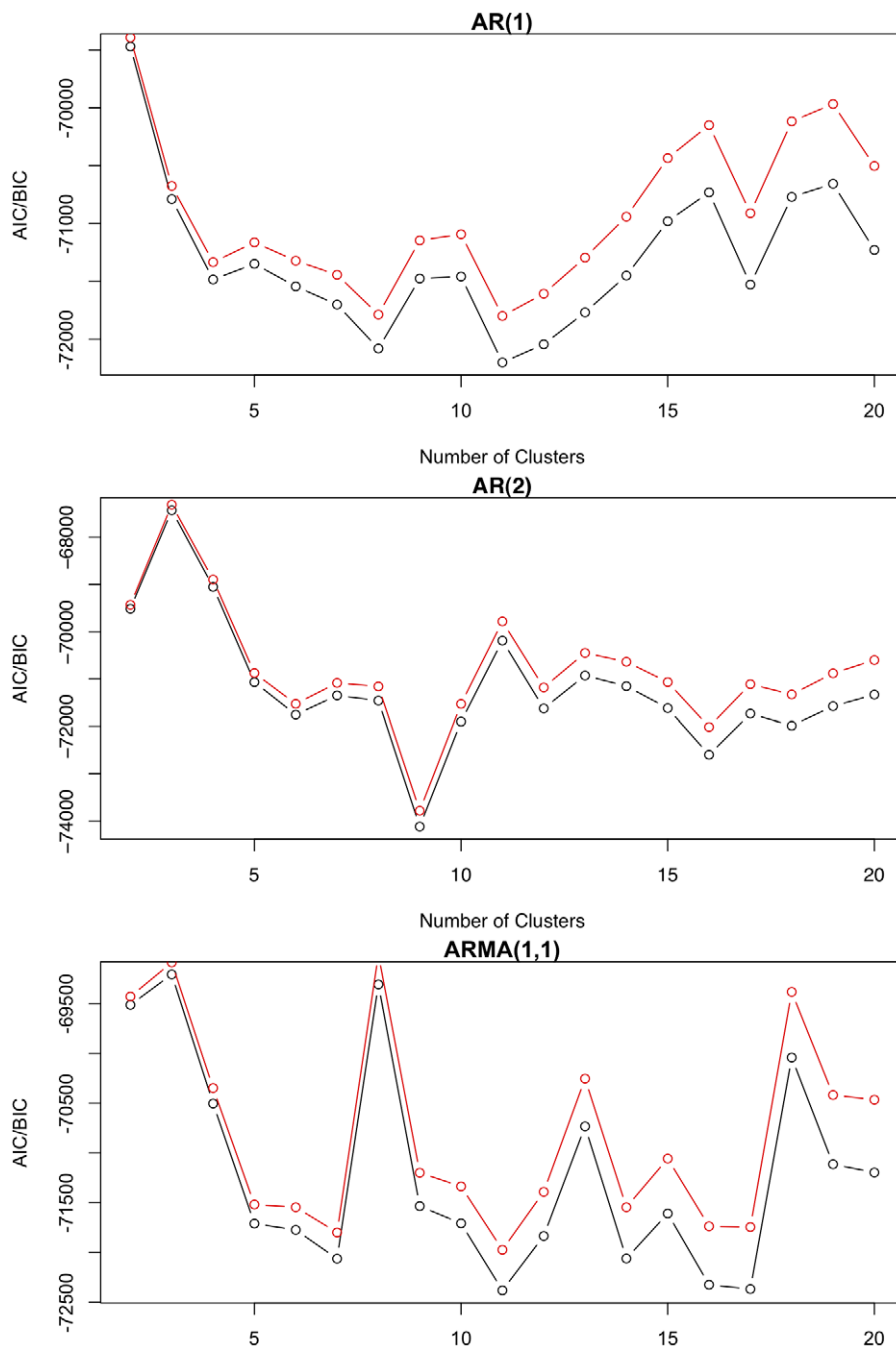 AR(1)
AIC/BIC
-70000
-71000
-72000
5
10
15
20
Number of Clusters
AR(2)
AIC/BIC
-68000
-70000
-72000
-74000
5
10
15
20
Number of Clusters
ARMA(1,1)
AIC/BIC
-69500
-70500
-71500
-72500
5
10
15
20